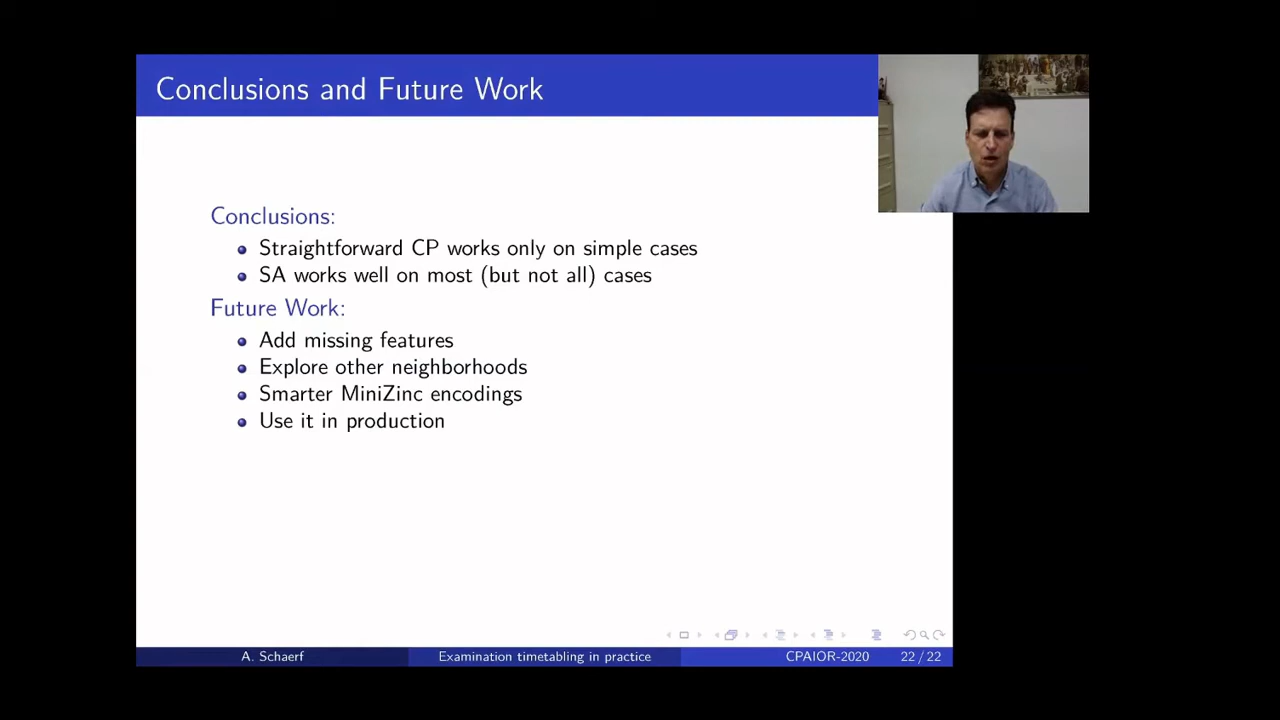 Conclusions and Future Work
Conclusions:
Straightforward CP works only on simple cases
SA works well on most (but not all) cases
Future Work:
Add missing features
Explore other neighborhoods
Smarter MiniZinc encodings
Use it in production
A. Schaerf
Examination timetabling in practice
CPAIOR-2020
22 / 22